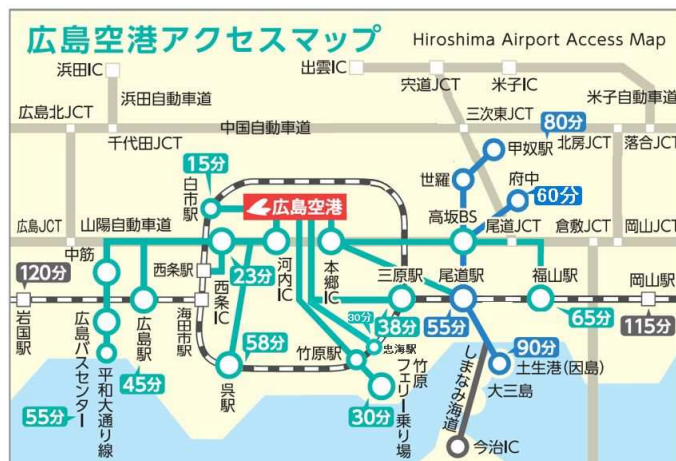 広島空港アクセスマップ
Hiroshima Airport Access Map
浜田IC
出雲IC
宍道JCT
米子IC
浜田自動車道
米子自動車道
広島北JCT
千代田JCT
中国自動車道
三次東JCT
80分
甲奴駅
北房JCT
落合JCT
15分
白市駅
広島空港
世羅
府中
60分
高坂BS
広島JCT
山陽自動車道
尾道JCT
倉敷JCT
岡山JCT
中筋
西条駅
23分
西条IC
河内IC
本郷IC
三原駅
尾道駅
福山駅
岡山駅
120分
岩国駅
広島駅
海田市駅
30分
38分
55分
65分
115分
広島バスセンター
平和大通り線
45分
58分
呉駅
竹原駅
忠海駅
竹原フェリー乗り場
30分
55分
90分
土生港(因島)
しまなみ海道
大三島
今治IC